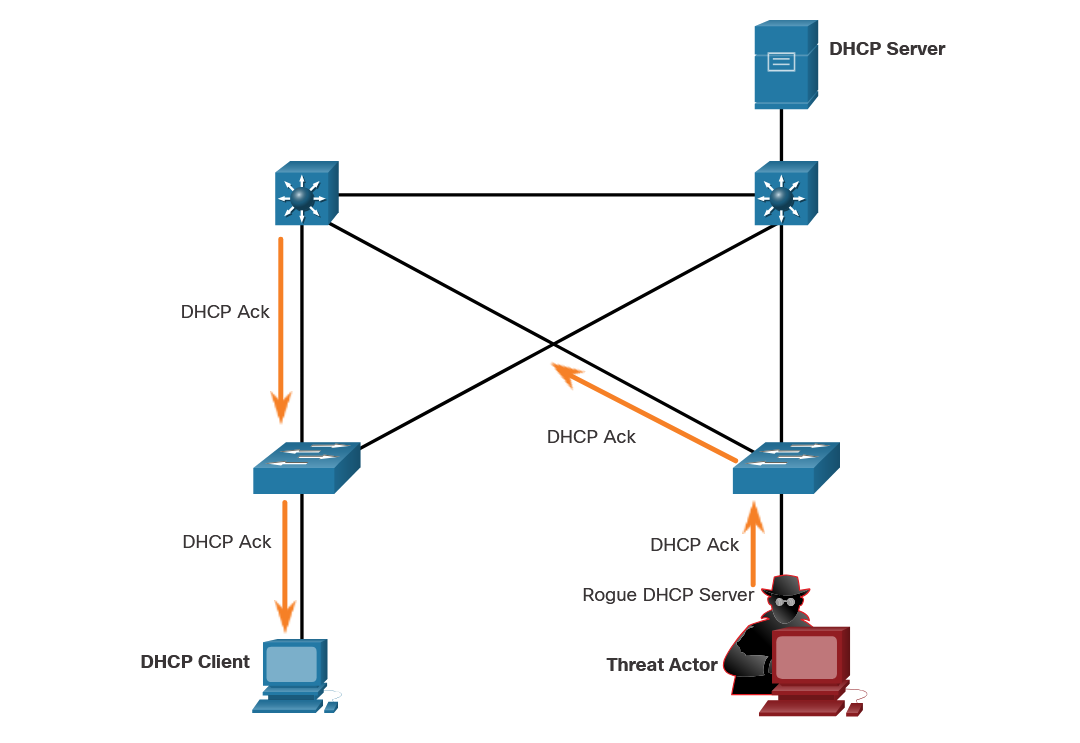 DHCP Server
DHCP Ack
DHCP Ack
DHCP Ack
DHCP Ack
Rogue DHCP Server
DHCP Client
Threat Actor